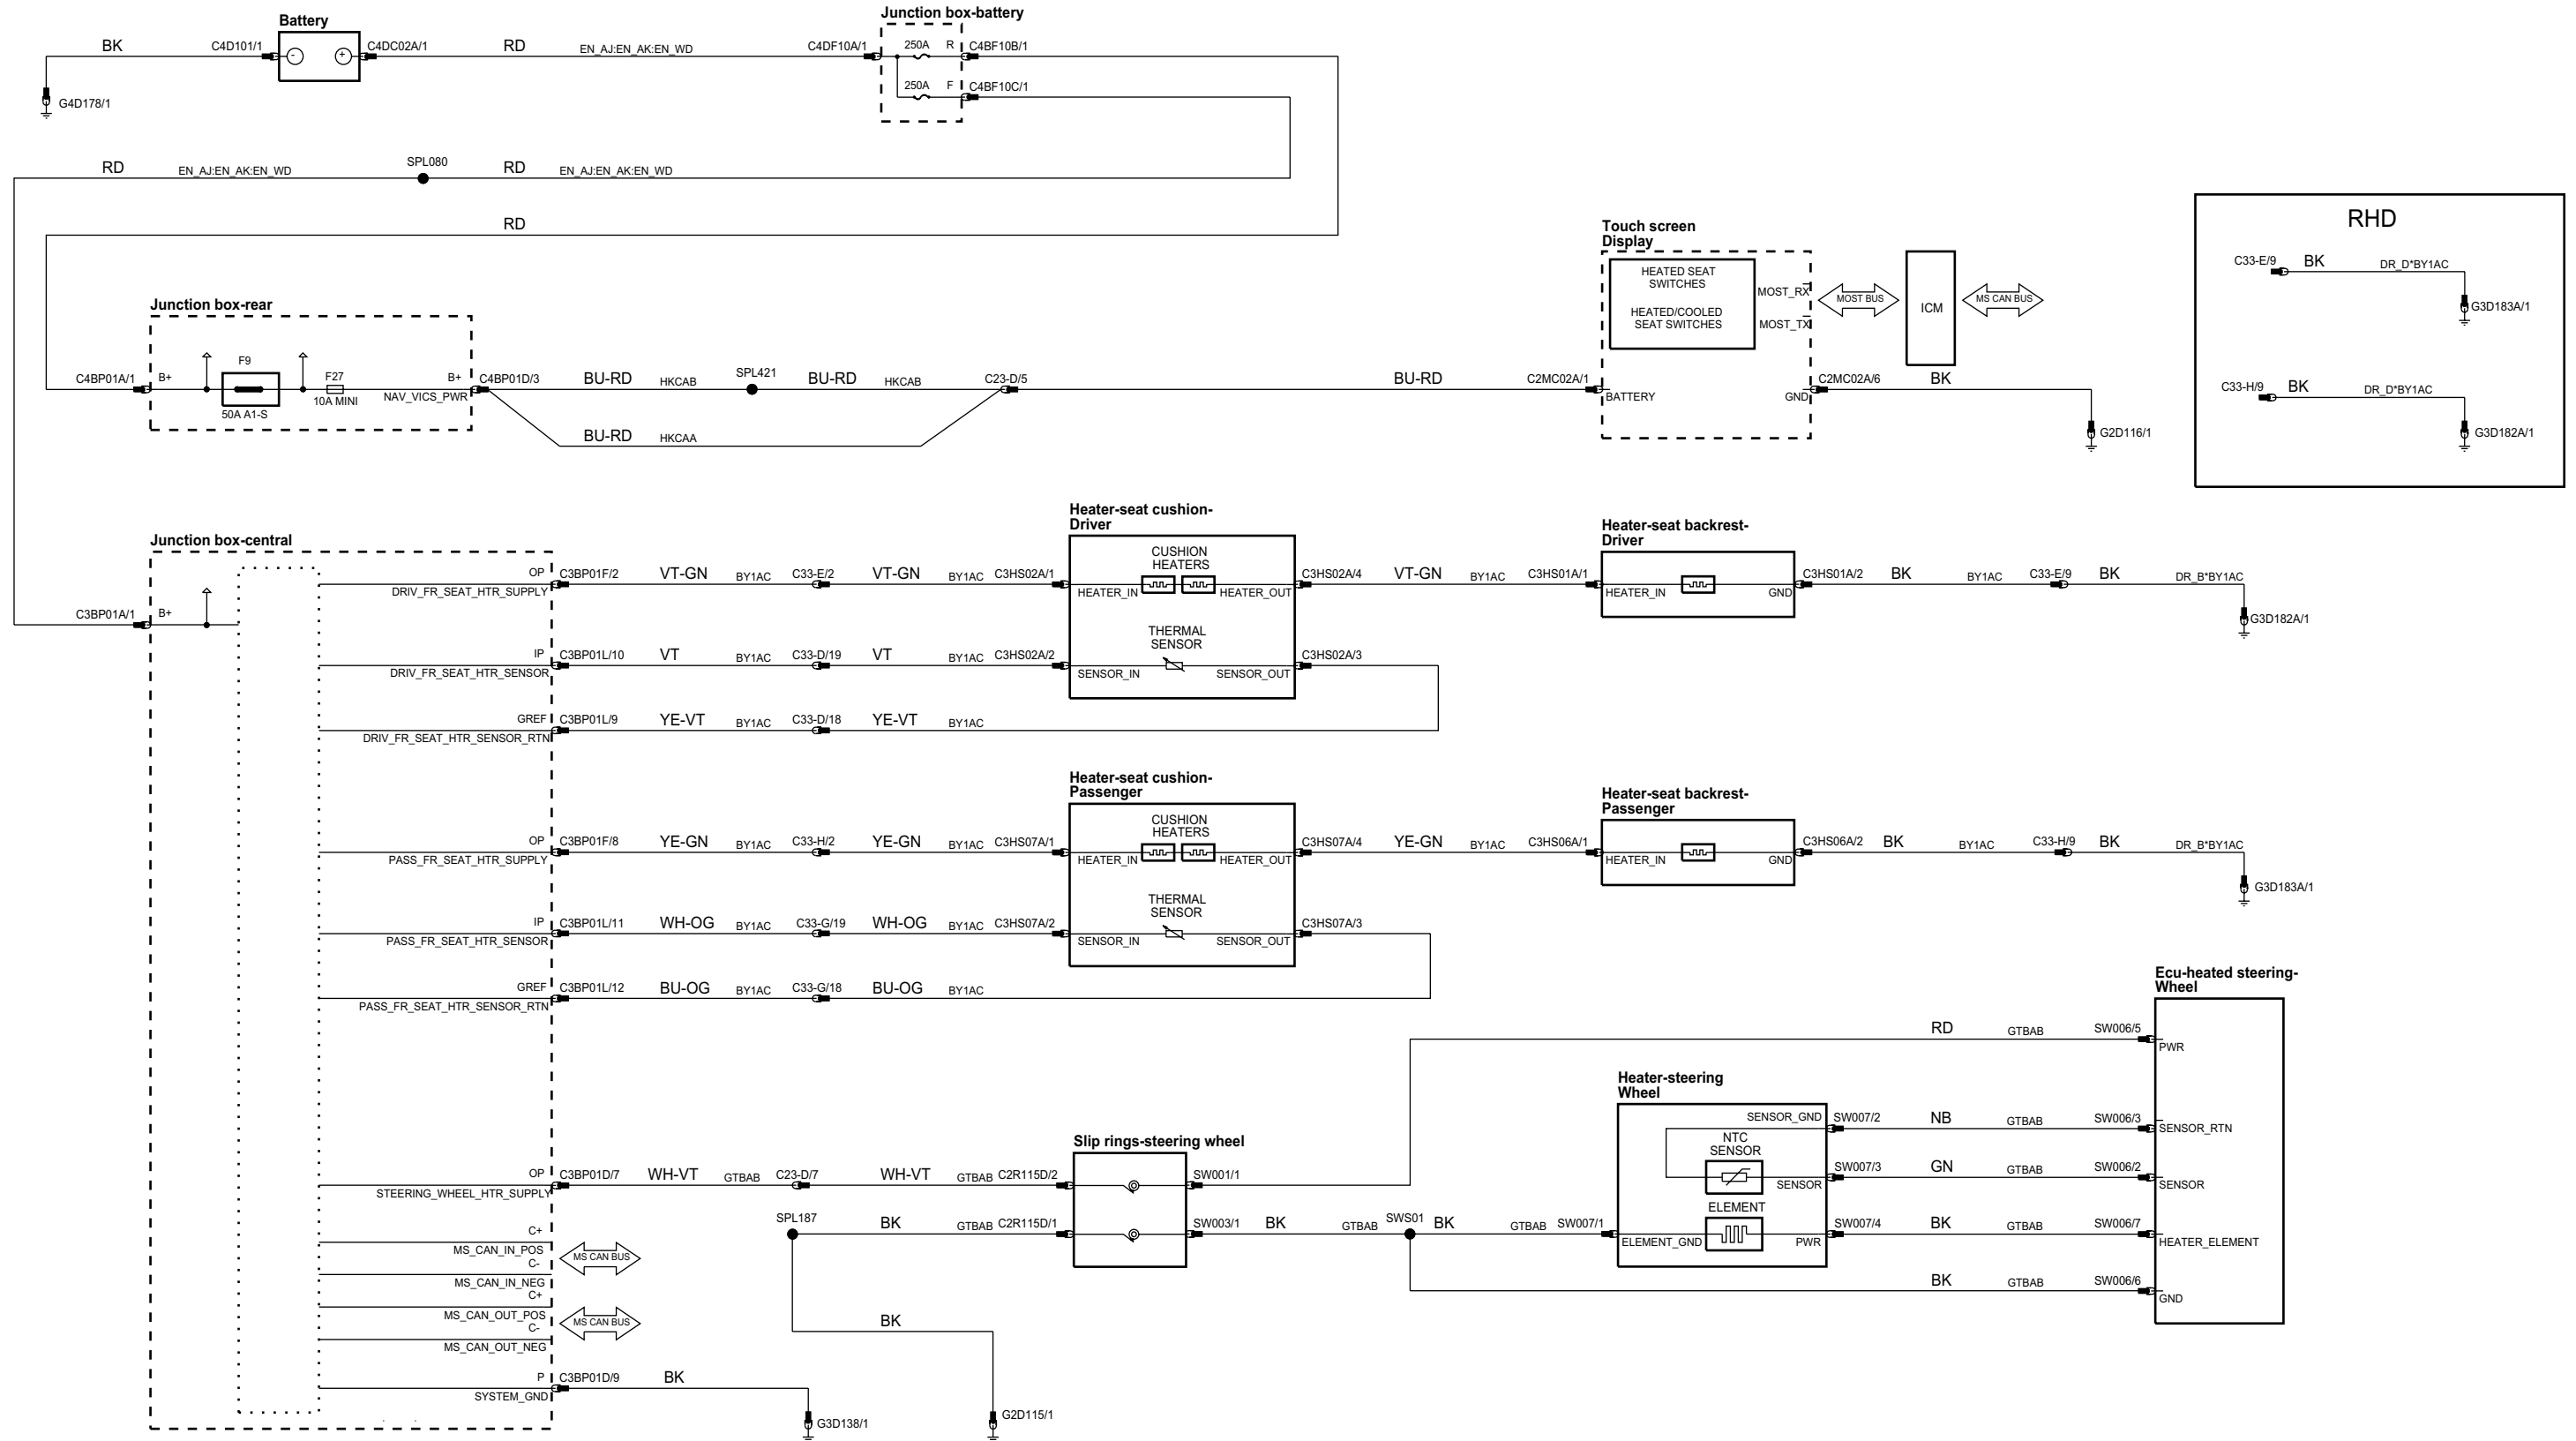 Battery
Junction box-battery
BK
C4D101/1
-
+
C4DC02A/1
RD
EN_AJ:EN_AK:EN_WD
C4DF10A/1
250A
R
C4BF10B/1
250A
F
C4BF10C/1
G4D178/1
RD
EN_AJ:EN_AK:EN_WD
SPL080
RD
EN_AJ:EN_AK:EN_WD
RD
Touch screen
Display
HEATED SEAT
SWITCHES
HEATED/COOLED
SEAT SWITCHES
MOST_RX
MOST_TX
MOST BUS
ICM
MS CAN BUS
RHD
C33-E/9
BK
DR_D*BY1AC
G3D183A/1
C33-H/9
BK
DR_D*BY1AC
G3D182A/1
Junction box-rear
C4BP01A/1
B+
F9
50A A1-S
F27
10A MINI
B+
NAV_VICS_PWR
C4BP01D/3
BU-RD
HKCAB
SPL421
BU-RD
HKCAB
C23-D/5
BU-RD
C2MC02A/1
BATTERY
GND
C2MC02A/6
BK
G2D116/1
BU-RD
HKCAA
Junction box-central
C3BP01A/1
B+
Heater-seat cushion-
Driver
Heater-seat backrest-
Driver
OP
DRIV_FR_SEAT_HTR_SUPPLY
C3BP01F/2
VT-GN
BY1AC
C33-E/2
VT-GN
BY1AC
C3HS02A/1
CUSHION
HEATERS
HEATER_IN
HEATER_OUT
C3HS02A/4
VT-GN
BY1AC
C3HS01A/1
HEATER_IN
GND
C3HS01A/2
BK
BY1AC
C33-E/9
BK
DR_B*BY1AC
G3D182A/1
IP
DRIV_FR_SEAT_HTR_SENSOR
C3BP01L/10
VT
BY1AC
C33-D/19
VT
BY1AC
C3HS02A/2
THERMAL
SENSOR
SENSOR_IN
SENSOR_OUT
C3HS02A/3
GREF
DRIV_FR_SEAT_HTR_SENSOR_RTN
C3BP01L/9
YE-VT
BY1AC
C33-D/18
YE-VT
BY1AC
Heater-seat cushion-
Passenger
Heater-seat backrest-
Passenger
OP
PASS_FR_SEAT_HTR_SUPPLY
C3BP01F/8
YE-GN
BY1AC
C33-H/2
YE-GN
BY1AC
C3HS07A/1
CUSHION
HEATERS
HEATER_IN
HEATER_OUT
C3HS07A/4
YE-GN
BY1AC
C3HS06A/1
HEATER_IN
GND
C3HS06A/2
BK
BY1AC
C33-H/9
BK
DR_B*BY1AC
G3D183A/1
IP
PASS_FR_SEAT_HTR_SENSOR
C3BP01L/11
WH-OG
BY1AC
C33-G/19
WH-OG
BY1AC
C3HS07A/2
THERMAL
SENSOR
SENSOR_IN
SENSOR_OUT
C3HS07A/3
GREF
PASS_FR_SEAT_HTR_SENSOR_RTN
C3BP01L/12
BU-OG
BY1AC
C33-G/18
BU-OG
BY1AC
Ecu-heated steering-
Wheel
RD
GTBAB
SW006/5
PWR
Heater-steering
Wheel
SENSOR_GND
SW007/2
NB
GTBAB
SW006/3
SENSOR_RTN
NTC
SENSOR
SENSOR
SW007/3
GN
GTBAB
SW006/2
SENSOR
Slip rings-steering wheel
OP
STEERING_WHEEL_HTR_SUPPLY
C3BP01D/7
WH-VT
GTBAB
C23-D/7
WH-VT
GTBAB
C2R115D/2
SW001/1
SPL187
BK
GTBAB
C2R115D/1
SW003/1
BK
GTBAB
SWS01
BK
GTBAB
SW007/1
ELEMENT
ELEMENT_GND
PWR
SW007/4
BK
GTBAB
SW006/7
HEATER_ELEMENT
BK
GTBAB
SW006/6
GND
C+
MS_CAN_IN_POS
C-
MS_CAN_IN_NEG
MS CAN BUS
C+
MS_CAN_OUT_POS
C-
MS_CAN_OUT_NEG
MS CAN BUS
BK
P
SYSTEM_GND
C3BP01D/9
BK
G3D138/1
G2D115/1